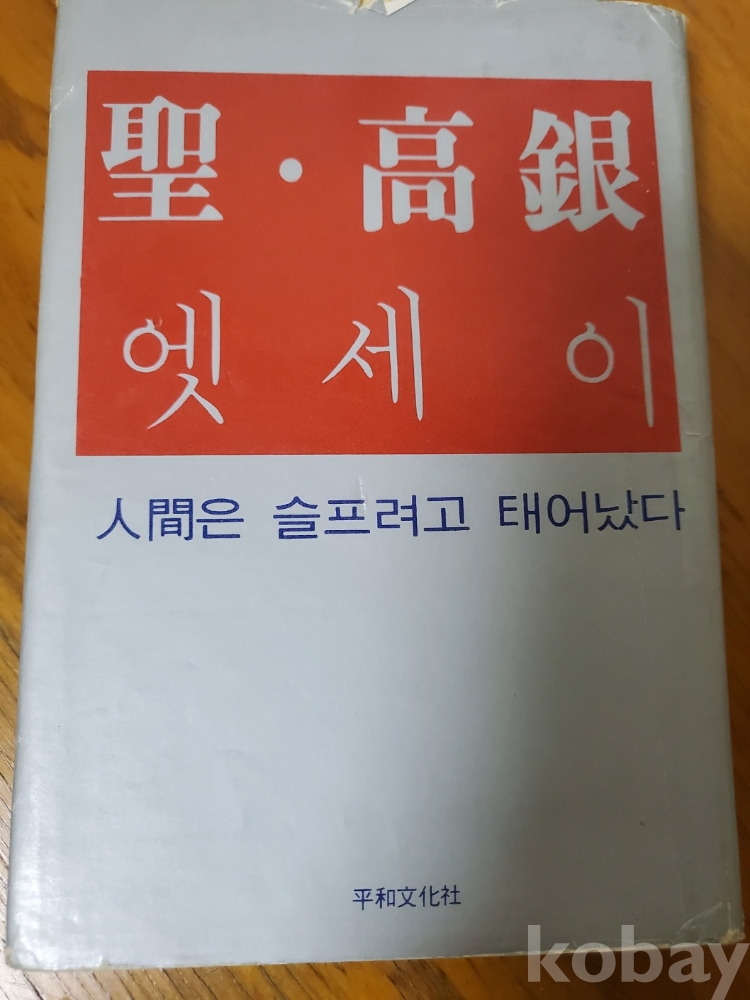 聖・高銀
엣세이
人間은 슬프려고 태어났다
平和文化社
kobay